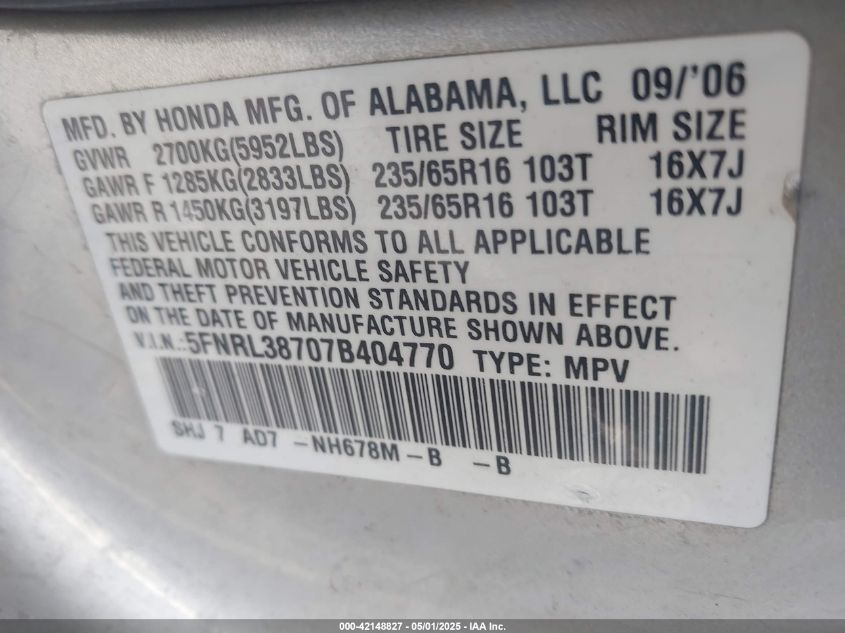 MFD. BY HONDA MFG. OF ALABAMA, LLC 09/'06
GVWR 2700KG(5952LBS) TIRE SIZE RIM SIZE
GAWR F 1285KG(2833LBS) 235/65R16 103T 16X7J
GAWR R 1450KG(3197LBS) 235/65R16 103T 16X7J
THIS VEHICLE CONFORMS TO ALL APPLICABLE
FEDERAL MOTOR VEHICLE SAFETY
AND THEFT PREVENTION STANDARDS IN EFFECT
ON THE DATE OF MANUFACTURE SHOWN ABOVE.
V.I.N.:5FNRL38707B404770 TYPE: MPV
SHJ 7 AD7 -NH678M-B -B
000-42148827 - 05/01/2025 - IAA Inc.